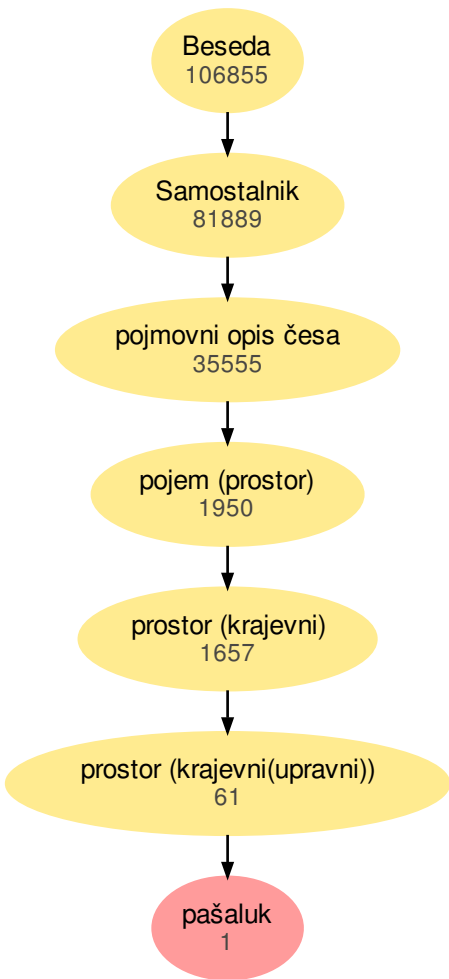 Beseda
106855
Samostalnik
81889
pojmovni opis česa
35555
pojem (prostor)
1950
prostor (krajevni)
1657
prostor (krajevni(upravni))
61
pašaluk
1